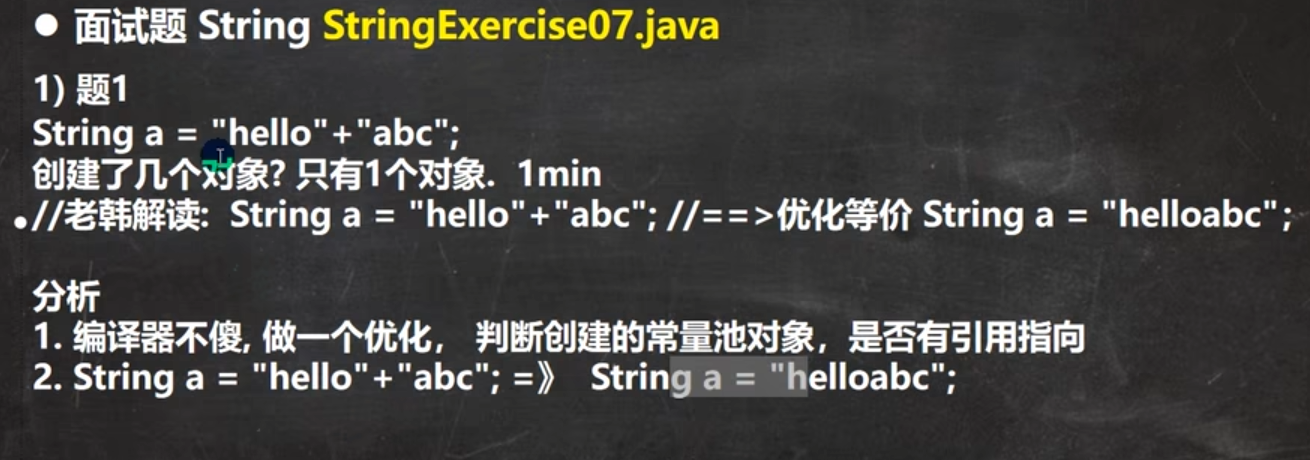 ● 面试题 String StringExercise07.java
1) 题1
String a = "hello"+"abc";
创建了几个对象? 只有1个对象. 1min
//老韩解读: String a = "hello"+"abc"; //==>优化等价 String a = "helloabc";
分析
1. 编译器不傻, 做一个优化， 判断创建的常量池对象，是否有引用指向
2. String a = "hello"+"abc"; =》 String a = "helloabc";